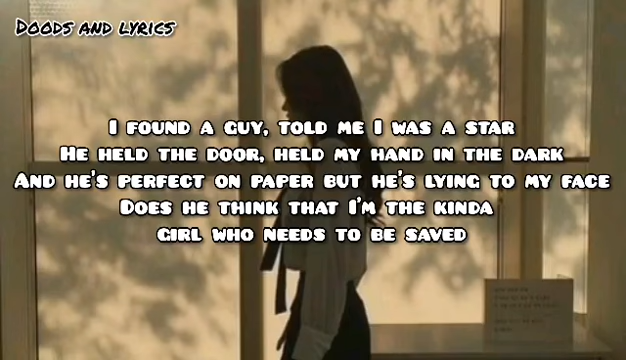 Doods and lyrics
I found a guy, told me I was a star
He held the door, held my hand in the dark
And he's perfect on paper but he's lying to my face
Does he think that I'm the kinda
girl who needs to be saved